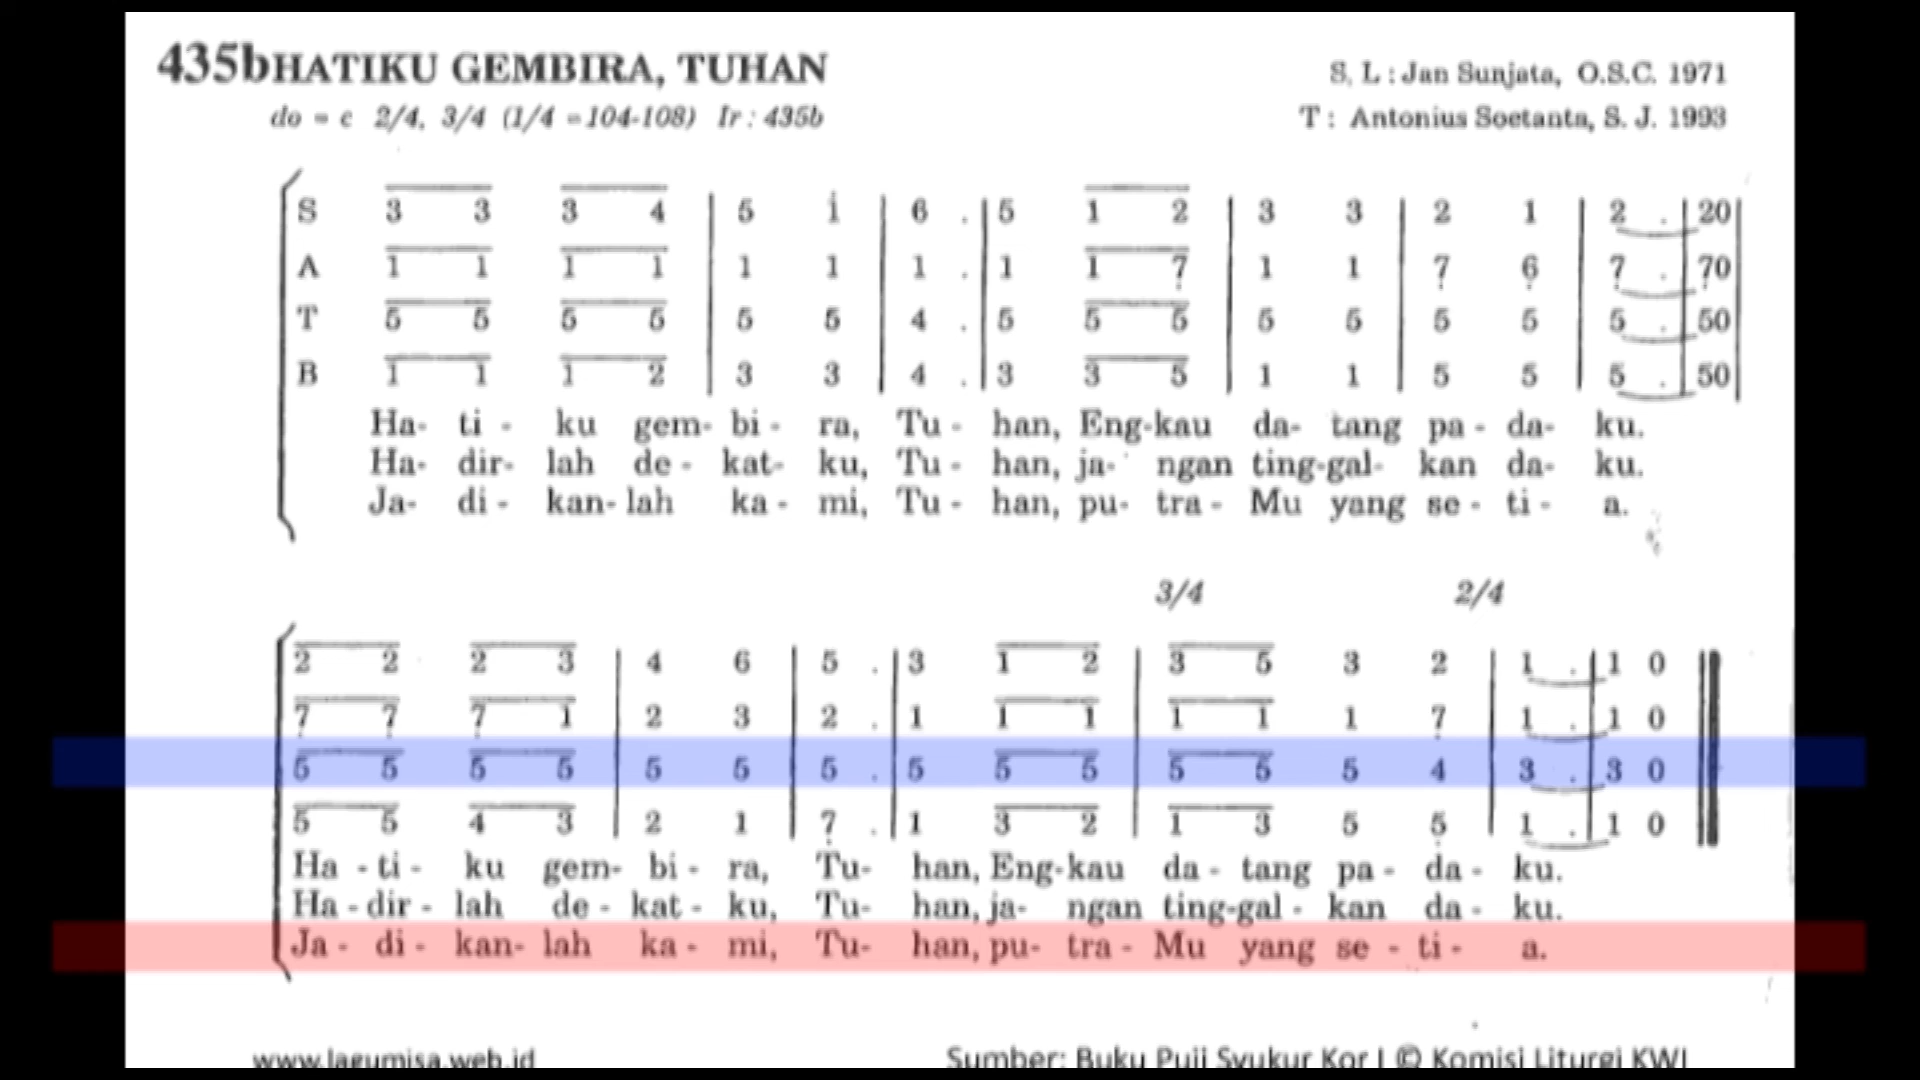 435b HATIKU GEMBIRA, TUHAN
S, L : Jan Sunjata, O.S.C. 1971
do = c 2/4, 3/4 (1/4 = 104-108) Ir : 435b
T : Antonius Soetanta, S. J. 1993
S 3 3 3 4 | 5 i | 6 . | 5 1 2 | 3 3 | 2 1 | 2 . | 20 |
A 1 1 1 1 | 1 1 | 1 . | 1 1 7̣ | 1 1 | 7̣ 6̣ | 7̣ . | 7̣0 |
T 5 5 5 5 | 5 5 | 4 . | 5 5 5 | 5 5 | 5 5 | 5 . | 50 |
B 1 1 1 2 | 3 3 | 4 . | 3 3 5 | 1 1 | 5 5 | 5 . | 50 |
Ha- ti - ku gem- bi - ra, Tu - han, Eng-kau da- tang pa - da- ku.
Ha- dir- lah de - kat- ku, Tu - han, ja- ngan ting-gal- kan da- ku.
Ja- di - kan- lah ka - mi, Tu - han, pu- tra - Mu yang se - ti - a.
3/4 2/4
2 2 2 3 | 4 6 | 5 . | 3 1 2 | 3 5 3 2 | 1 . | 1 0
7̣ 7̣ 7̣ 1 | 2 3 | 2 . | 1 1 1 | 1 1 1 7̣ | 1 . | 1 0
5 5 5 5 | 5 5 | 5 . | 5 5 5 | 5 5 5 4 | 3 . | 3 0
5 5 4 3 | 2 1 | 7̣ . | 1 3 2 | 1 3 5 5̣ | 1 . | 1 0
Ha - ti - ku gem- bi - ra, Tu- han, Eng-kau da - tang pa - da - ku.
Ha - dir - lah de - kat - ku, Tu- han, ja- ngan ting-gal - kan da - ku.
Ja - di - kan- lah ka - mi, Tu- han, pu- tra - Mu yang se - ti - a.
www.lagumisa.web.id
Sumber: Buku Puji Syukur Kor I © Komisi Liturgi KWI